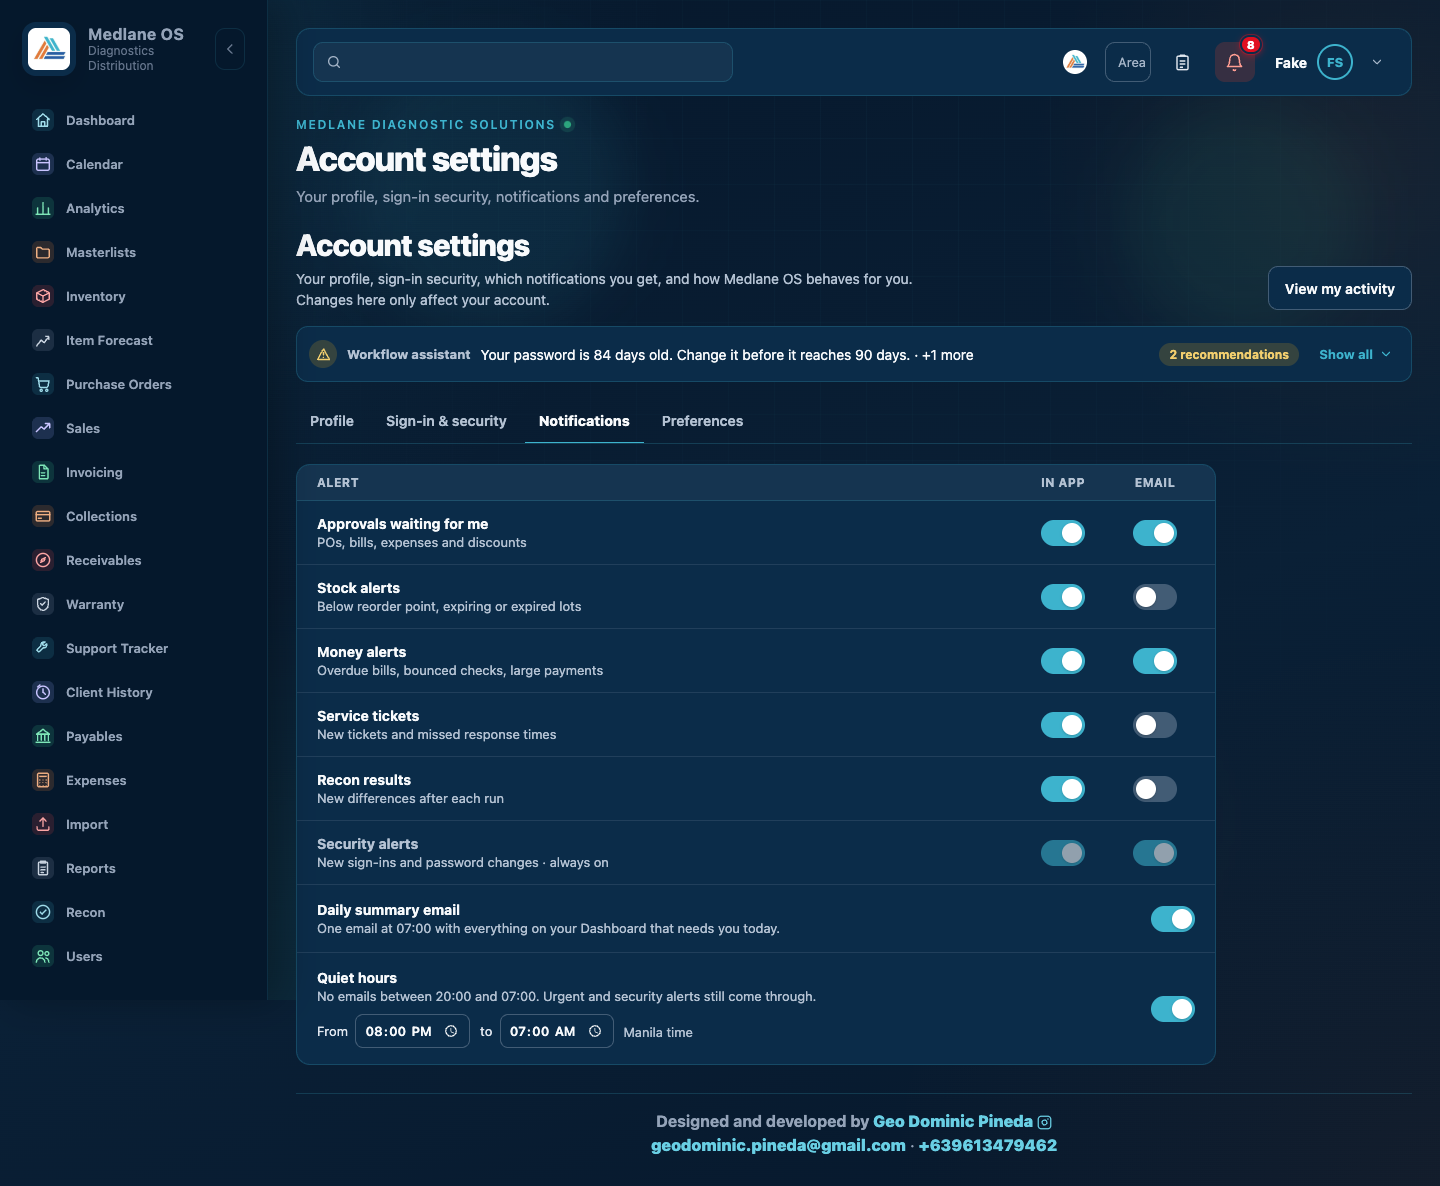 Medlane OS
Diagnostics
Distribution
Dashboard
Calendar
Analytics
Masterlists
Inventory
Item Forecast
Purchase Orders
Sales
Invoicing
Collections
Receivables
Warranty
Support Tracker
Client History
Payables
Expenses
Import
Reports
Recon
Users
Area
8
Fake
FS
MEDLANE DIAGNOSTIC SOLUTIONS
Account settings
Your profile, sign-in security, notifications and preferences.
Account settings
Your profile, sign-in security, which notifications you get, and how Medlane OS behaves for you.
Changes here only affect your account.
View my activity
Workflow assistant Your password is 84 days old. Change it before it reaches 90 days. · +1 more
2 recommendations
Show all
Profile Sign-in & security Notifications Preferences
ALERT IN APP EMAIL
Approvals waiting for me
POs, bills, expenses and discounts
Stock alerts
Below reorder point, expiring or expired lots
Money alerts
Overdue bills, bounced checks, large payments
Service tickets
New tickets and missed response times
Recon results
New differences after each run
Security alerts
New sign-ins and password changes · always on
Daily summary email
One email at 07:00 with everything on your Dashboard that needs you today.
Quiet hours
No emails between 20:00 and 07:00. Urgent and security alerts still come through.
From 08:00 PM to 07:00 AM Manila time
Designed and developed by Geo Dominic Pineda
geodominic.pineda@gmail.com · +639613479462